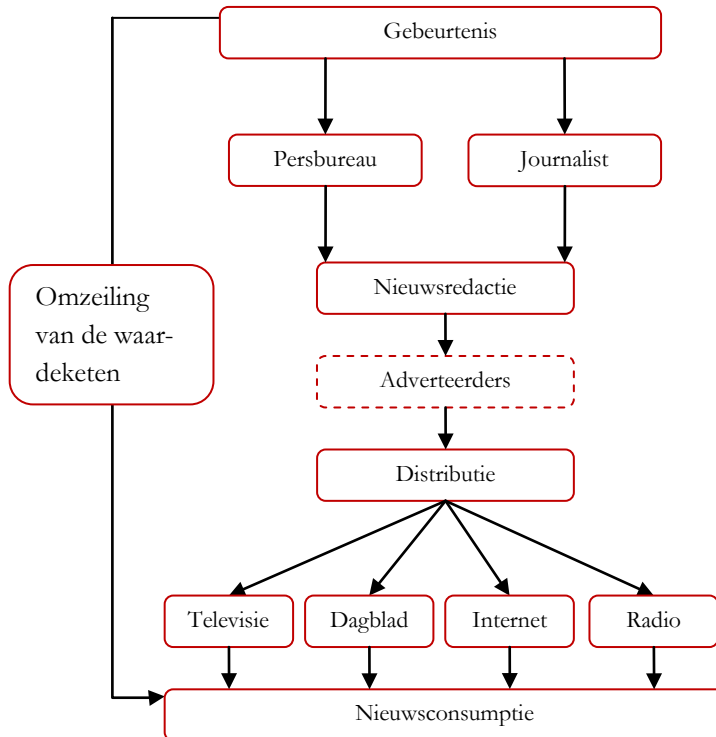 Gebeurtenis
Persbureau
Journalist
Omzeiling
van de waar-
deketen
Nieuwsredactie
Adverteerders
Distributie
Televisie
Dagblad
Internet
Radio
Nieuwsconsumptie